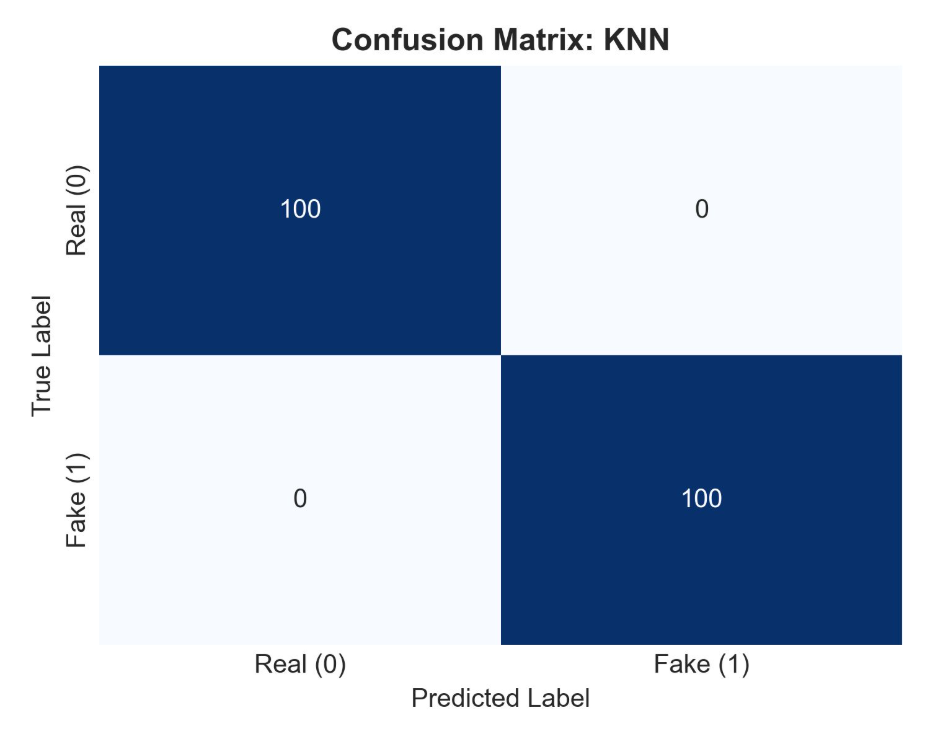 Confusion Matrix: KNN
True Label
Real (0)
100
0
Fake (1)
0
100
Real (0)
Fake (1)
Predicted Label